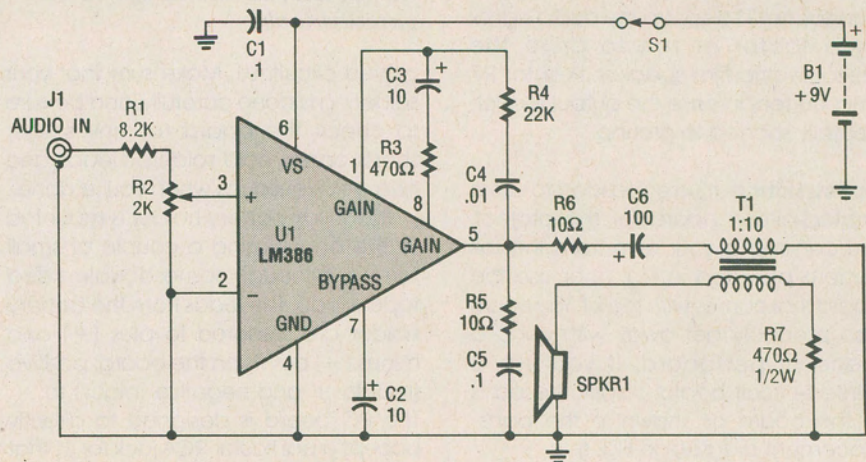 C1
.1
S1
B1
+9V
J1
AUDIO IN
R1
8.2K
R2
2K
C3
10
+
R4
22K
6
VS
1
GAIN
R3
470Ω
8
GAIN
C4
.01
3
+
U1
LM386
5
R6
10Ω
C6
100
+
T1
1:10
2
−
BYPASS
GND
4
7
C2
10
+
R5
10Ω
C5
.1
SPKR1
R7
470Ω
1/2W
+